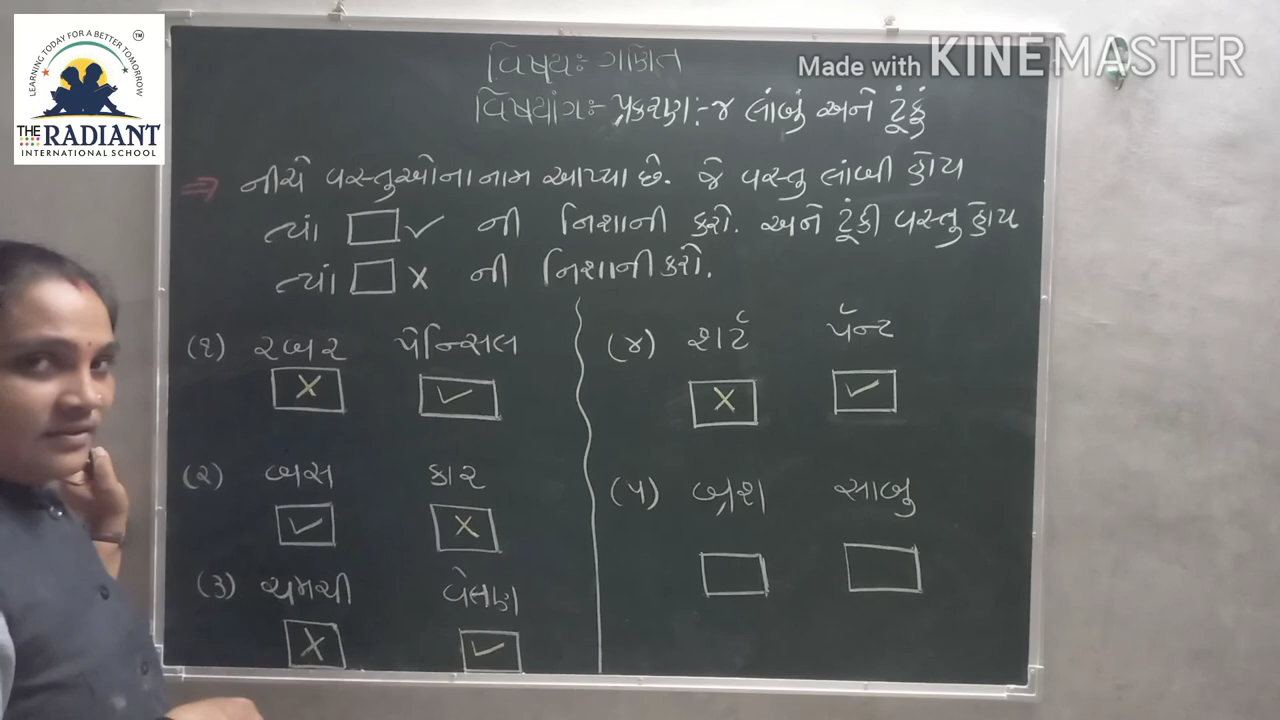 LEARNING TODAY FOR A BETTER TOMORROW
TM
THE RADIANT
INTERNATIONAL SCHOOL
Made with KINEMASTER
વિષયઃ ગણિત
વિષયાંગઃ- પ્રકરણ:-૪ લાંબું અને ટૂંકું
⇒ નીચે વસ્તુઓના નામ આપ્યા છે. જે વસ્તુ લાંબી હોય
ત્યાં ☐ ✓ ની નિશાની કરો. અને ટૂંકી વસ્તુ હોય
ત્યાં ☐ × ની નિશાની કરો.
(૧) રબર પેન્સિલ
× ✓
(૨) બસ કાર
✓ ×
(૩) ચમચી વેલણ
× ✓
(૪) શર્ટ પૅન્ટ
× ✓
(૫) બ્રશ સાબુ